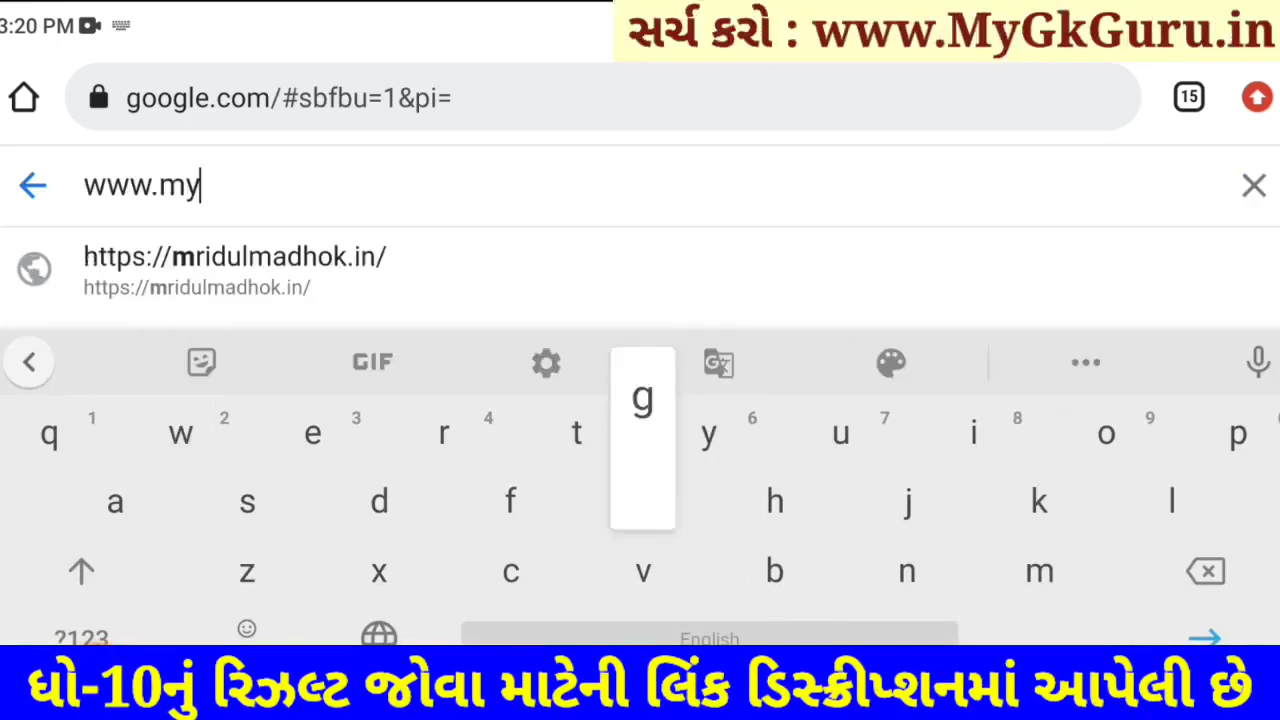 3:20 PM
સર્ચ કરો : www.MyGkGuru.in
google.com/#sbfbu=1&pi=
15
www.my
https://mridulmadhok.in/
https://mridulmadhok.in/
GIF
g
q 1 w 2 e 3 r 4 t y 6 u 7 i 8 o 9 p
a s d f h j k l
z x c v b n m
?123 English
ધો-10નું રિઝલ્ટ જોવા માટેની લિંક ડિસ્ક્રીપ્શનમાં આપેલી છે